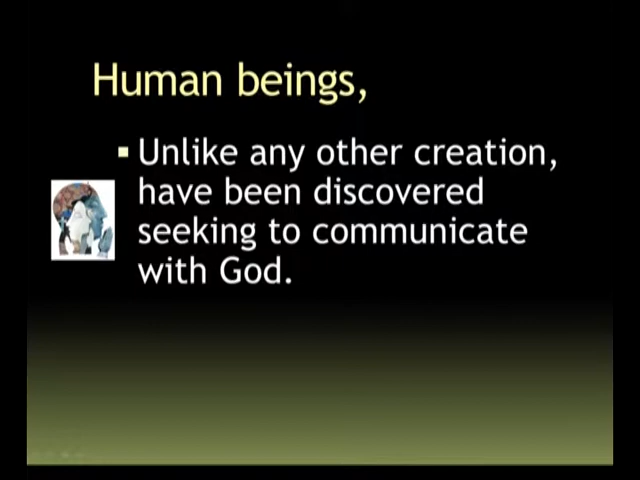 Human beings,
Unlike any other creation,
have been discovered
seeking to communicate
with God.